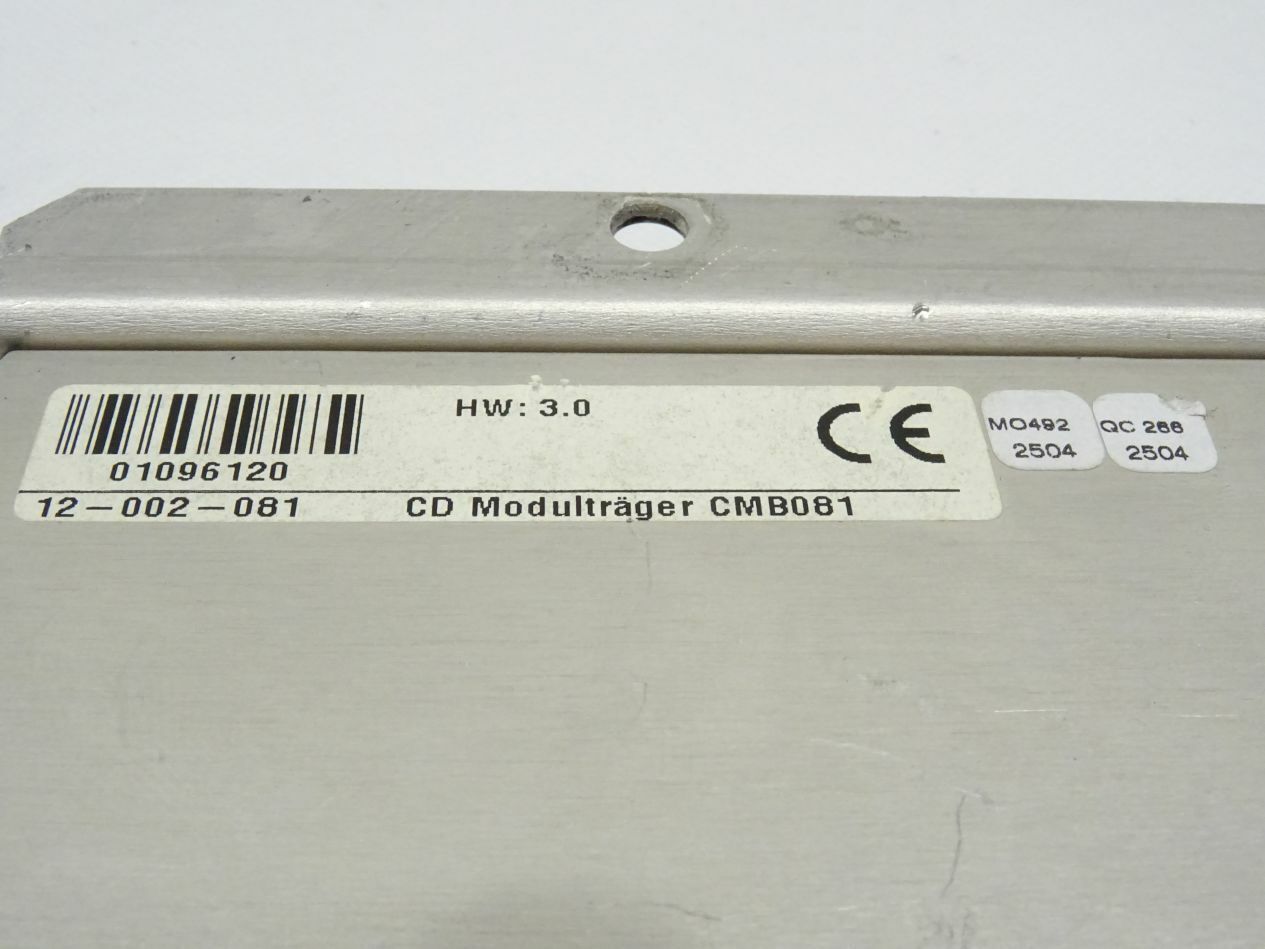 HW: 3.0
CE
01096120
12-002-081 CD Modulträger CMB081
MO492
2504
QC 266
2504